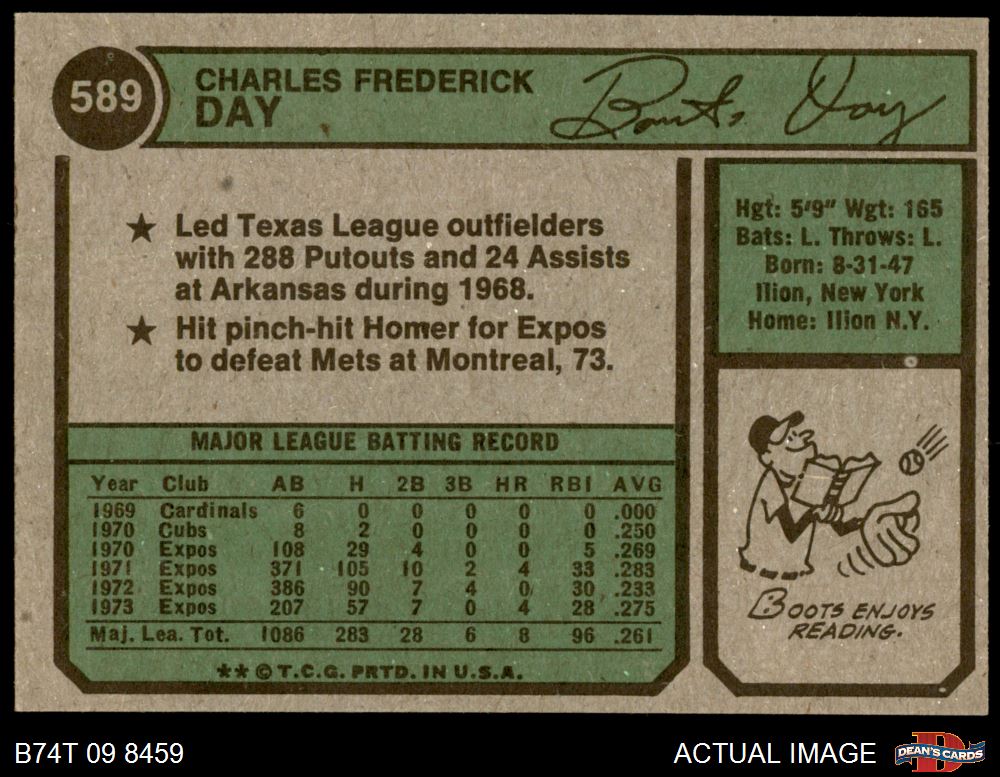 589
CHARLES FREDERICK
DAY
Boots Day
★ Led Texas League outfielders
with 288 Putouts and 24 Assists
at Arkansas during 1968.
★ Hit pinch-hit Homer for Expos
to defeat Mets at Montreal, 73.
Hgt: 5'9" Wgt: 165
Bats: L. Throws: L.
Born: 8-31-47
Ilion, New York
Home: Ilion N.Y.
MAJOR LEAGUE BATTING RECORD
Year Club AB H 2B 3B HR RBI AVG
1969 Cardinals 6 0 0 0 0 0 .000
1970 Cubs 8 2 0 0 0 0 .250
1970 Expos 108 29 4 0 0 5 .269
1971 Expos 371 105 10 2 4 33 .283
1972 Expos 386 90 7 4 0 30 .233
1973 Expos 207 57 7 0 4 28 .275
Maj. Lea. Tot. 1086 283 28 6 8 96 .261
** © T.C.G. PRTD. IN U.S.A.
BOOTS ENJOYS
READING.
B74T 09 8459
ACTUAL IMAGE
D
DEAN'S CARDS